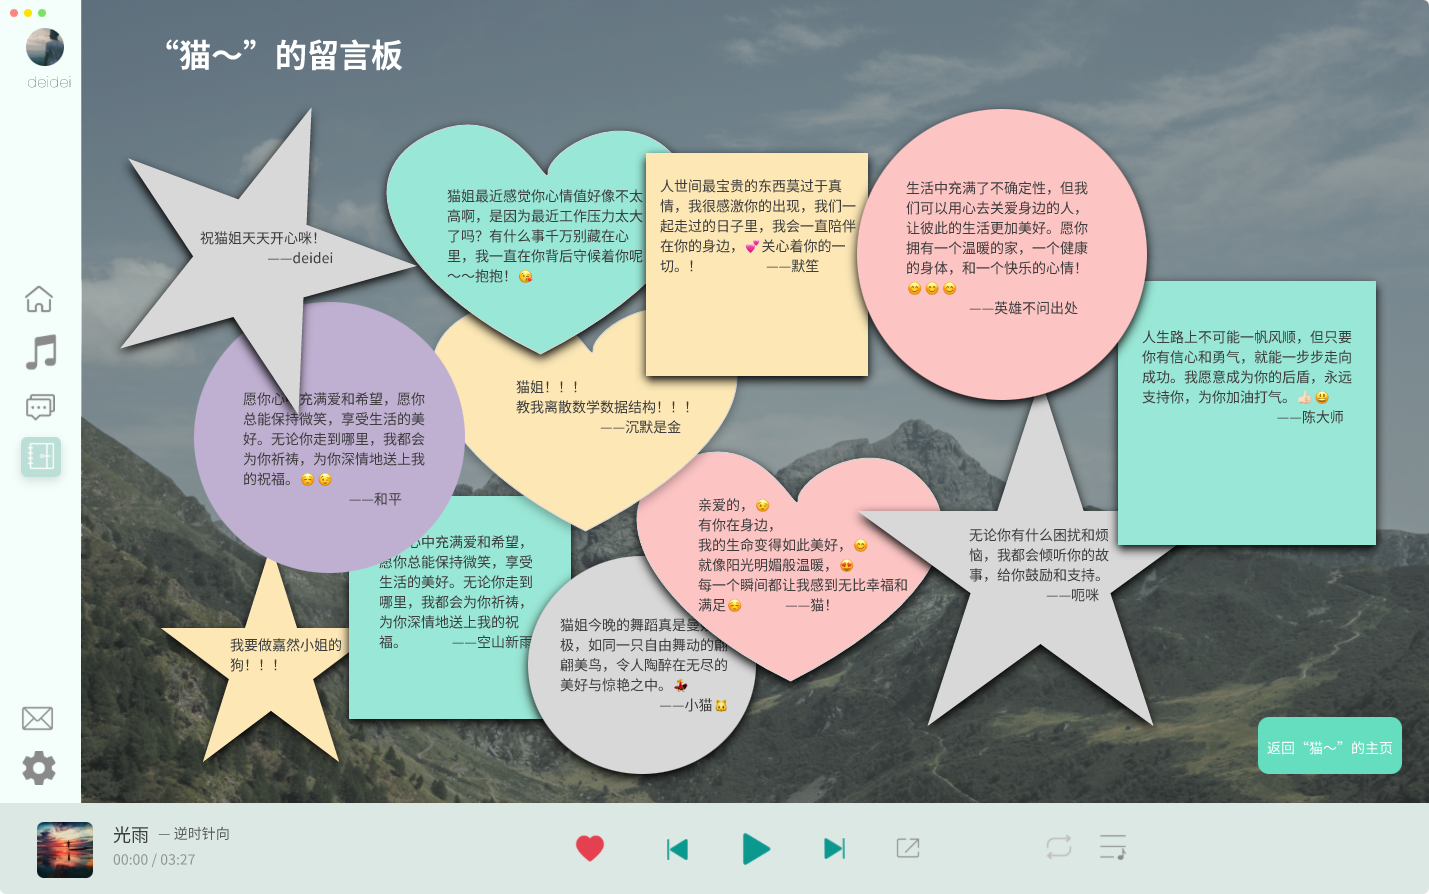 deidei
“猫～”的留言板
祝猫姐天天开心咪！
——deidei
猫姐最近感觉你心情值好像不太
高啊，是因为最近工作压力太大
了吗？有什么事千万别藏在心
里，我一直在你背后守候着你呢
～～抱抱！😘
人世间最宝贵的东西莫过于真
情，我很感激你的出现，我们一
起走过的日子里，我会一直陪伴
在你的身边，💕关心着你的一
切。！ ——默笙
生活中充满了不确定性，但我
们可以用心去关爱身边的人，
让彼此的生活更加美好。愿你
拥有一个温暖的家，一个健康
的身体，和一个快乐的心情！
😊😊😊
——英雄不问出处
人生路上不可能一帆风顺，但只要
你有信心和勇气，就能一步步走向
成功。我愿意成为你的后盾，永远
支持你，为你加油打气。👍🏻😃
——陈大师
愿你心 充满爱和希望，愿你
总能保持微笑，享受生活的美
好。无论你走到哪里，我都会
为你祈祷，为你深情地送上我
的祝福。☺️😉
——和平
猫姐！！！
教我离散数学数据结构！！！
——沉默是金
亲爱的，😉
有你在身边，
我的生命变得如此美好，😊
就像阳光明媚般温暖，😍
每一个瞬间都让我感到无比幸福和
满足☺️ ——猫！
无论你有什么困扰和烦
恼，我都会倾听你的故
事，给你鼓励和支持。
——呃咪
心中充满爱和希望，
愿你总能保持微笑，享受
生活的美好。无论你走到
哪里，我都会为你祈祷，
为你深情地送上我的祝
福。 ——空山新雨
我要做嘉然小姐的
狗！！！
猫姐今晚的舞蹈真是曼
极，如同一只自由舞动的翩
翩美鸟，令人陶醉在无尽的
美好与惊艳之中。💃
——小猫🐱
返回“猫～”的主页
光雨 — 逆时针向
00:00 / 03:27